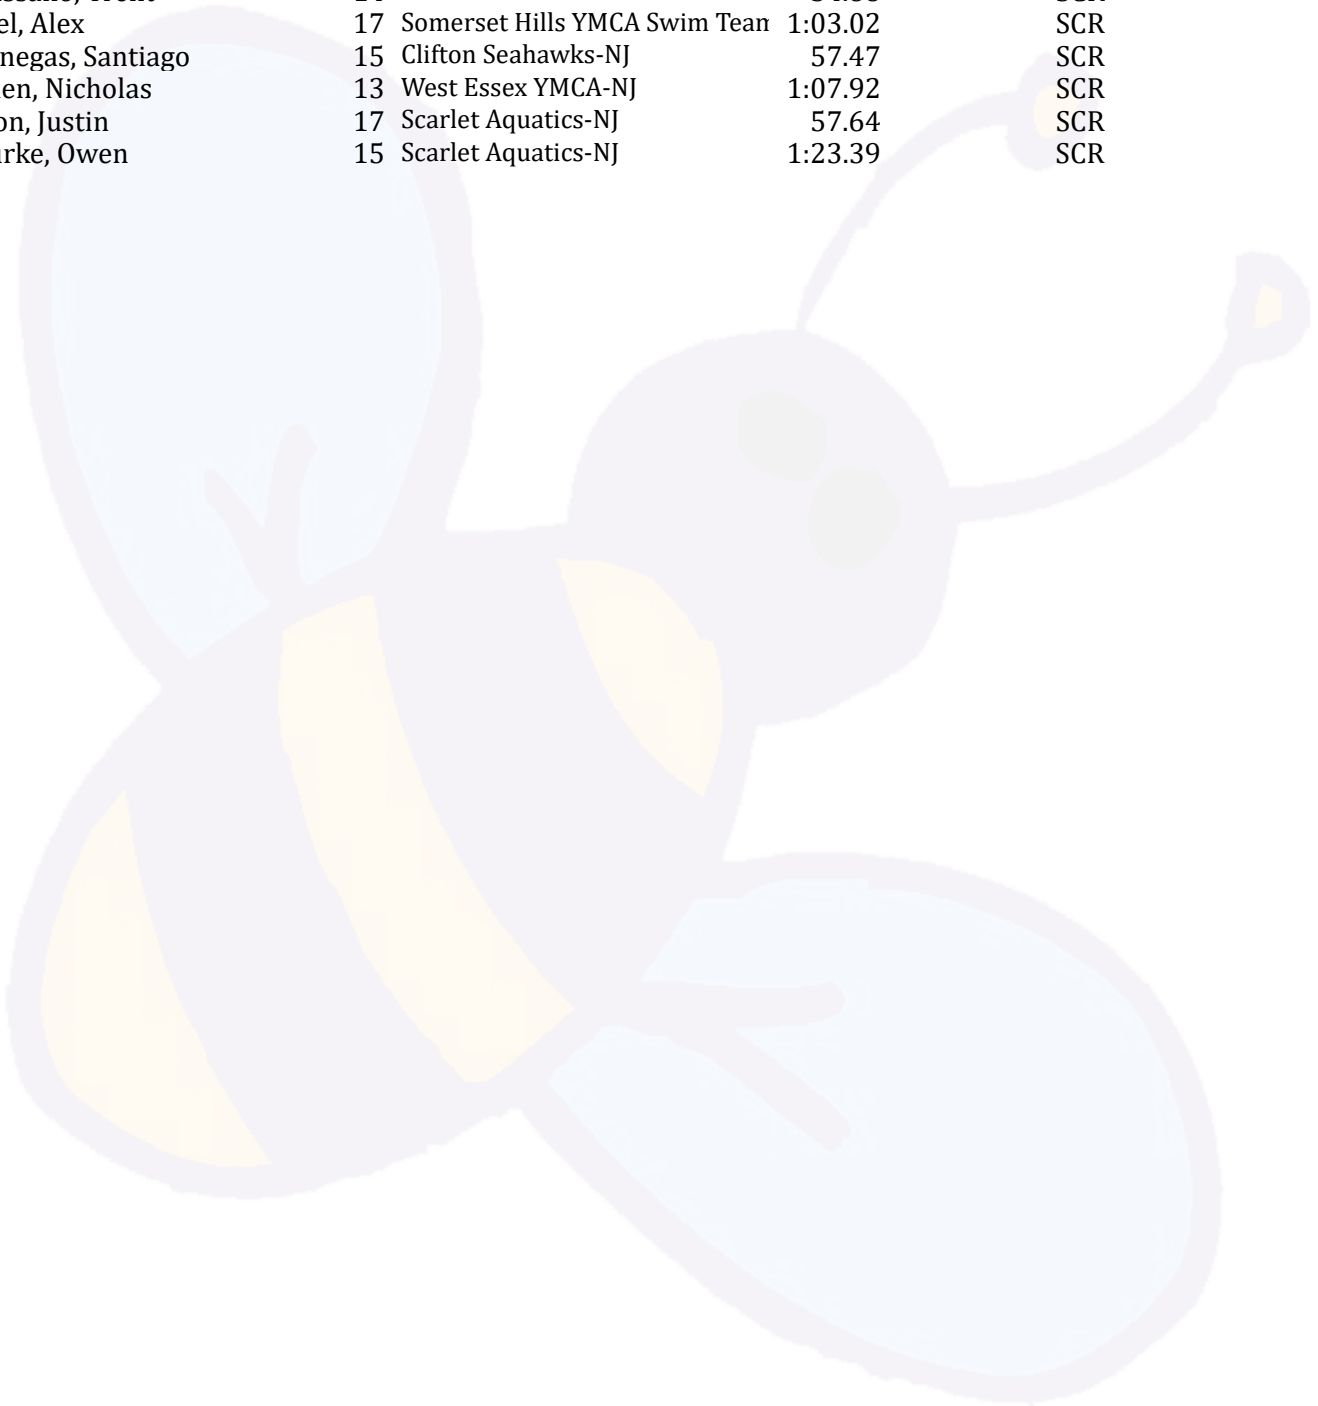 el, Alex 17 Somerset Hills YMCA Swim Team 1:03.02 SCR
negas, Santiago 15 Clifton Seahawks-NJ 57.47 SCR
en, Nicholas 13 West Essex YMCA-NJ 1:07.92 SCR
on, Justin 17 Scarlet Aquatics-NJ 57.64 SCR
rke, Owen 15 Scarlet Aquatics-NJ 1:23.39 SCR